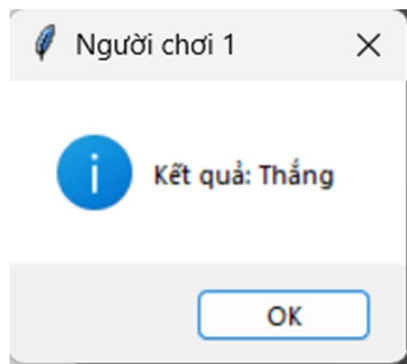 Người chơi 1
Kết quả: Thắng
OK